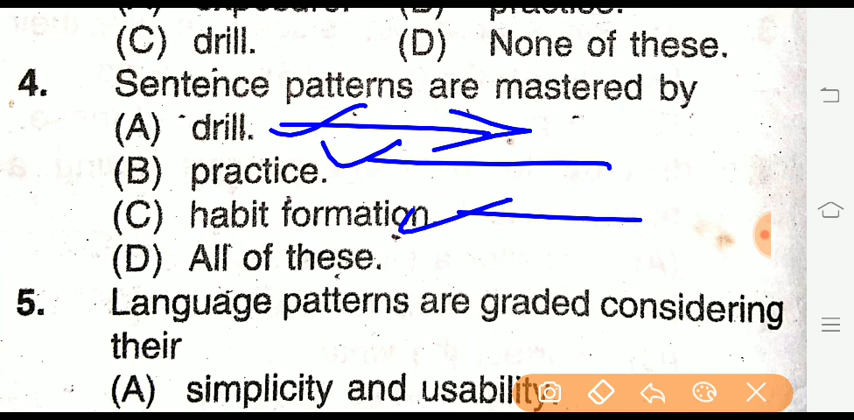 (C) drill. (D) None of these.
4. Sentence patterns are mastered by
(A) drill.
(B) practice.
(C) habit formation.
(D) All of these.
5. Language patterns are graded considering
their
(A) simplicity and usability.